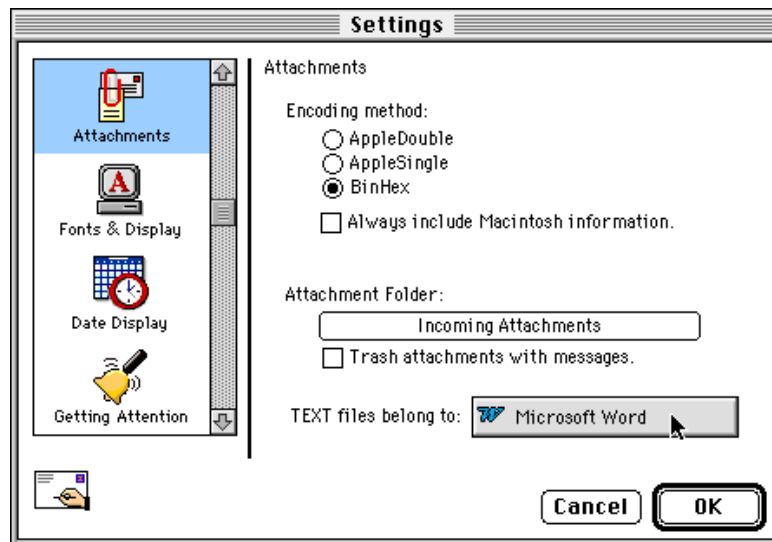 Settings
Attachments
Fonts & Display
Date Display
Getting Attention
Attachments
Encoding method:
AppleDouble
AppleSingle
BinHex
Always include Macintosh information.
Attachment Folder:
Incoming Attachments
Trash attachments with messages.
TEXT files belong to: Microsoft Word
Cancel OK